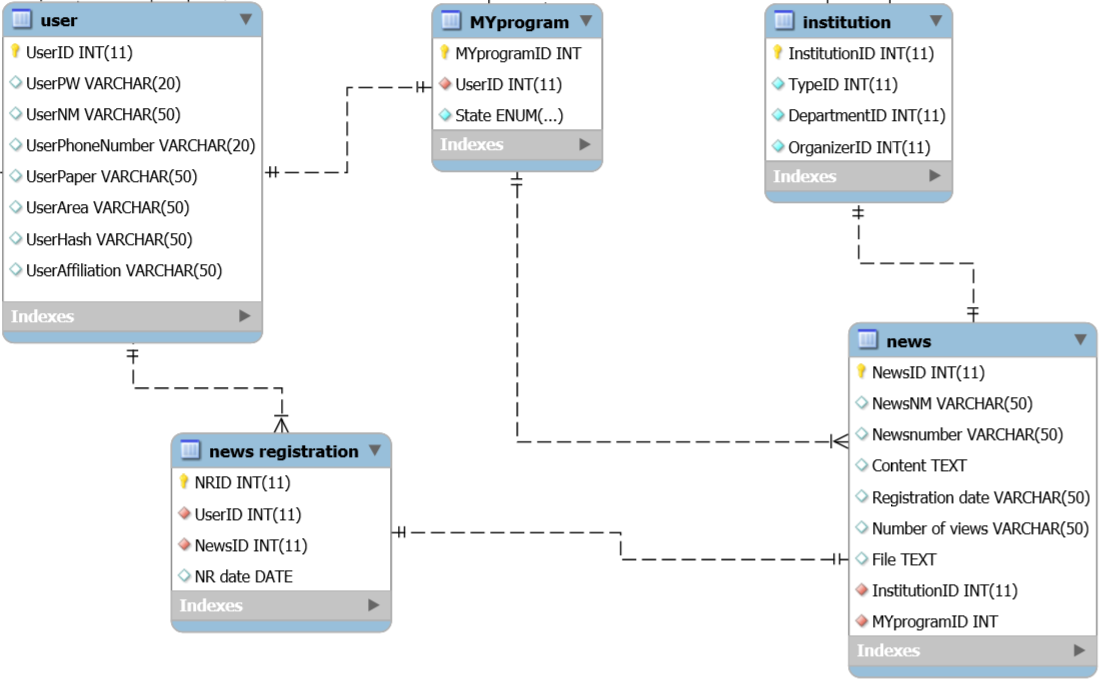 user
UserID INT(11)
UserPW VARCHAR(20)
UserNM VARCHAR(50)
UserPhoneNumber VARCHAR(20)
UserPaper VARCHAR(50)
UserArea VARCHAR(50)
UserHash VARCHAR(50)
UserAffiliation VARCHAR(50)
Indexes
MYprogram
MYprogramID INT
UserID INT(11)
State ENUM(...)
Indexes
institution
InstitutionID INT(11)
TypeID INT(11)
DepartmentID INT(11)
OrganizerID INT(11)
Indexes
news registration
NRID INT(11)
UserID INT(11)
NewsID INT(11)
NR date DATE
Indexes
news
NewsID INT(11)
NewsNM VARCHAR(50)
Newsnumber VARCHAR(50)
Content TEXT
Registration date VARCHAR(50)
Number of views VARCHAR(50)
File TEXT
InstitutionID INT(11)
MYprogramID INT
Indexes